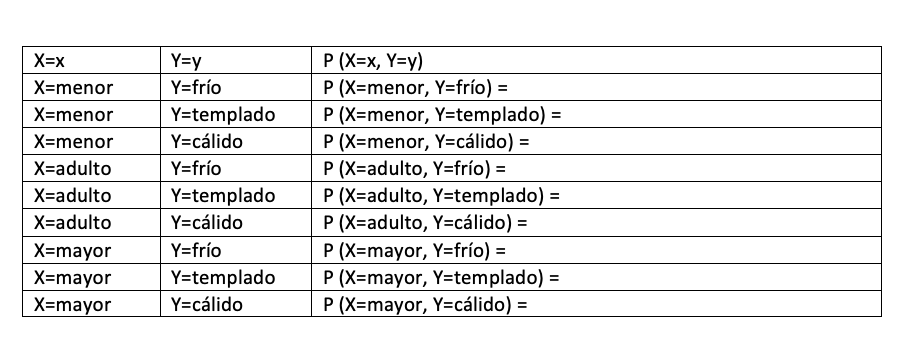 X=x Y=y P (X=x, Y=y)
X=menor Y=frío P (X=menor, Y=frío) =
X=menor Y=templado P (X=menor, Y=templado) =
X=menor Y=cálido P (X=menor, Y=cálido) =
X=adulto Y=frío P (X=adulto, Y=frío) =
X=adulto Y=templado P (X=adulto, Y=templado) =
X=adulto Y=cálido P (X=adulto, Y=cálido) =
X=mayor Y=frío P (X=mayor, Y=frío) =
X=mayor Y=templado P (X=mayor, Y=templado) =
X=mayor Y=cálido P (X=mayor, Y=cálido) =